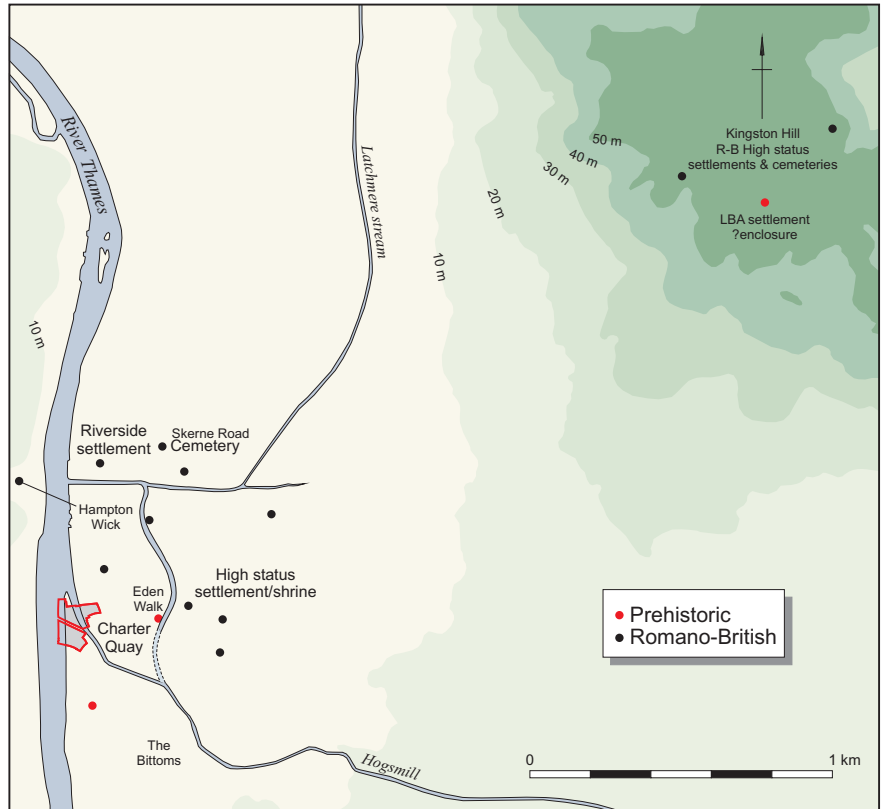 River Thames
Latchmere stream
50 m
40 m
30 m
20 m
10 m
10 m
Kingston Hill
R-B High status
settlements & cemeteries
LBA settlement
?enclosure
Riverside
settlement
Skerne Road
Cemetery
Hampton
Wick
High status
settlement/shrine
Eden
Walk
Charter
Quay
The
Bittoms
Hogsmill
Prehistoric
Romano-British
0
1 km